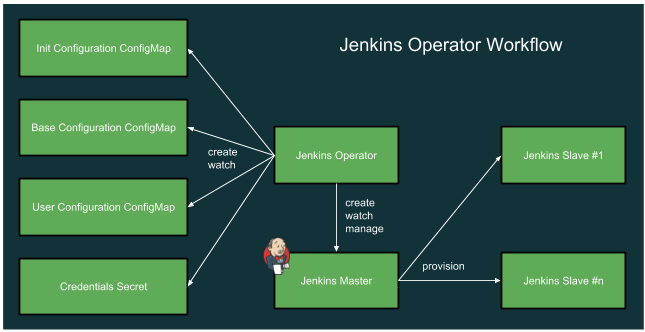 Jenkins Operator Workflow
Init Configuration ConfigMap
Base Configuration ConfigMap
User Configuration ConfigMap
Credentials Secret
create
watch
Jenkins Operator
create
watch
manage
Jenkins Master
provision
Jenkins Slave #1
Jenkins Slave #n